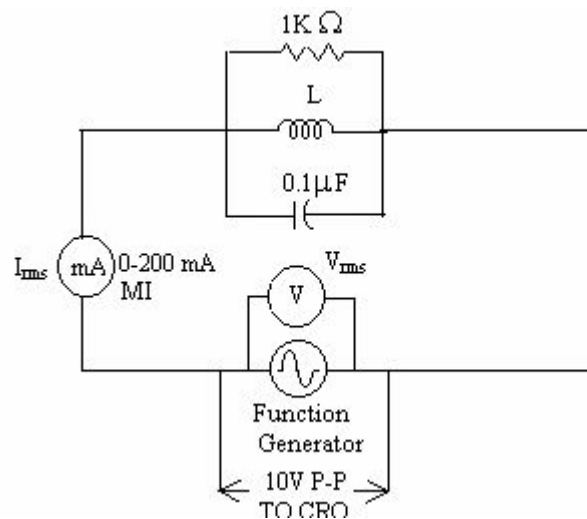 1K Ω
L
0.1μF
Irms
mA
0-200 mA
MI
Vrms
V
Function
Generator
10V P-P
TO CRO